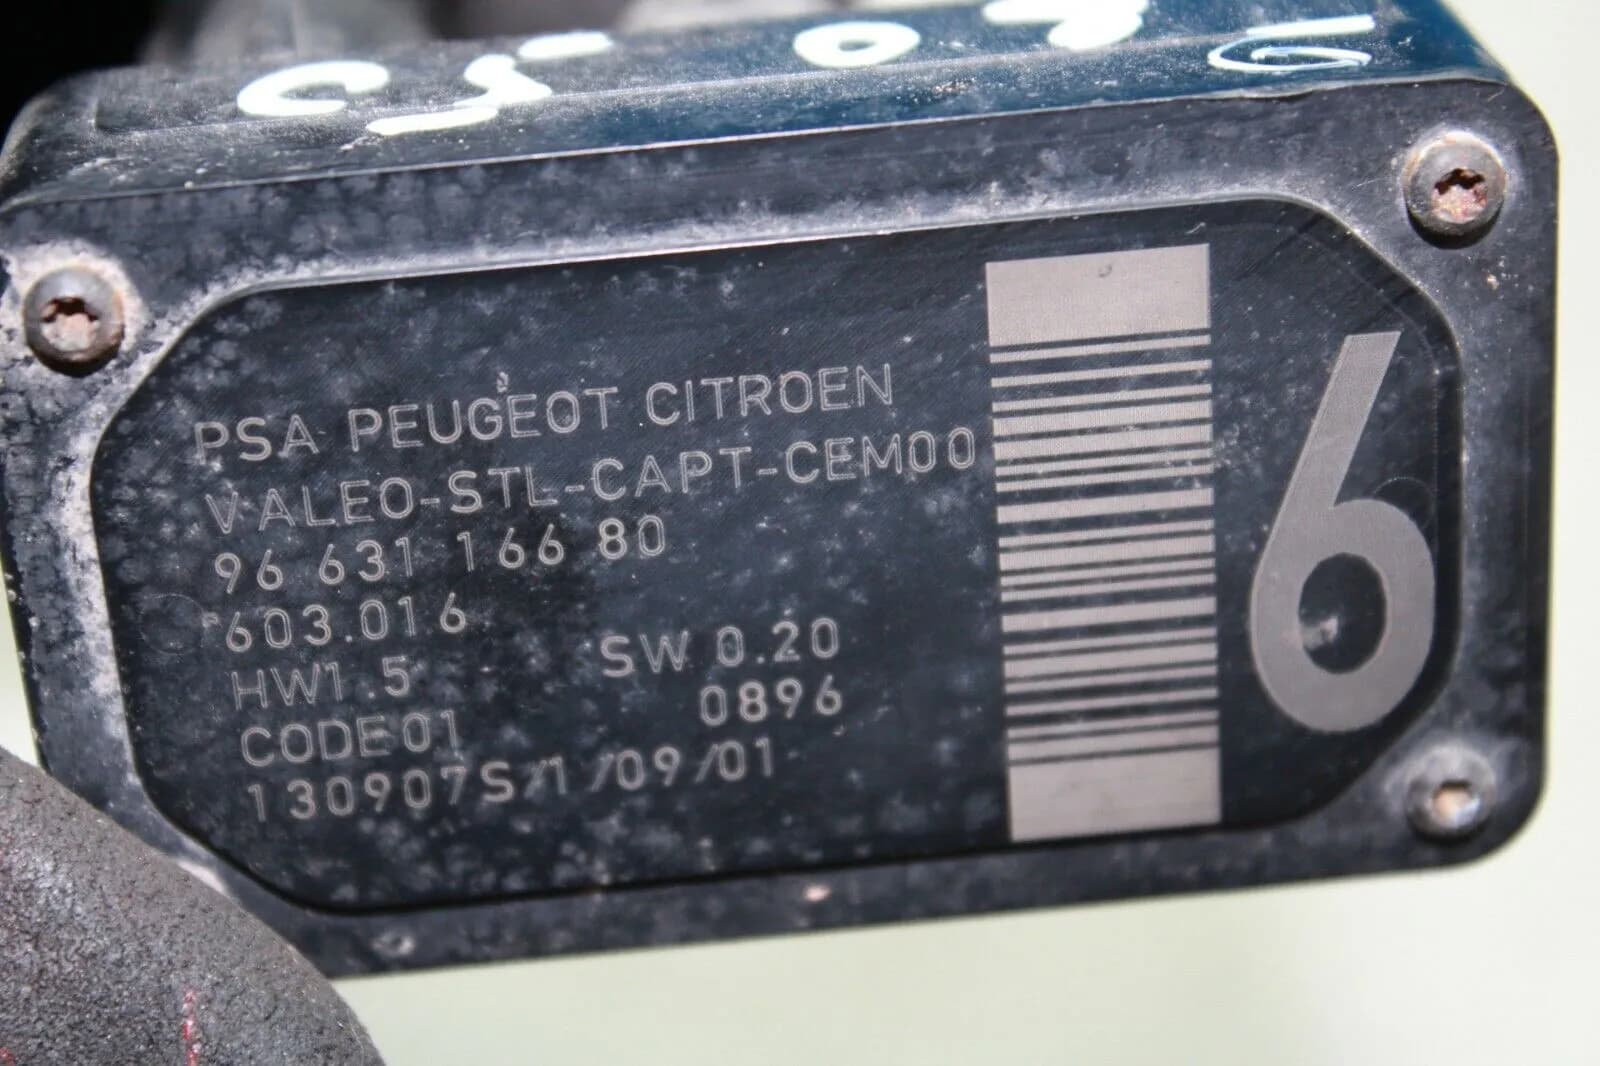 PSA PEUGEOT CITROEN
VALEO-STL-CAPT-CEM00
96 631 166 80
603.016
HW1.5 SW 0.20
CODE01 0896
130907S/1/09/01
6